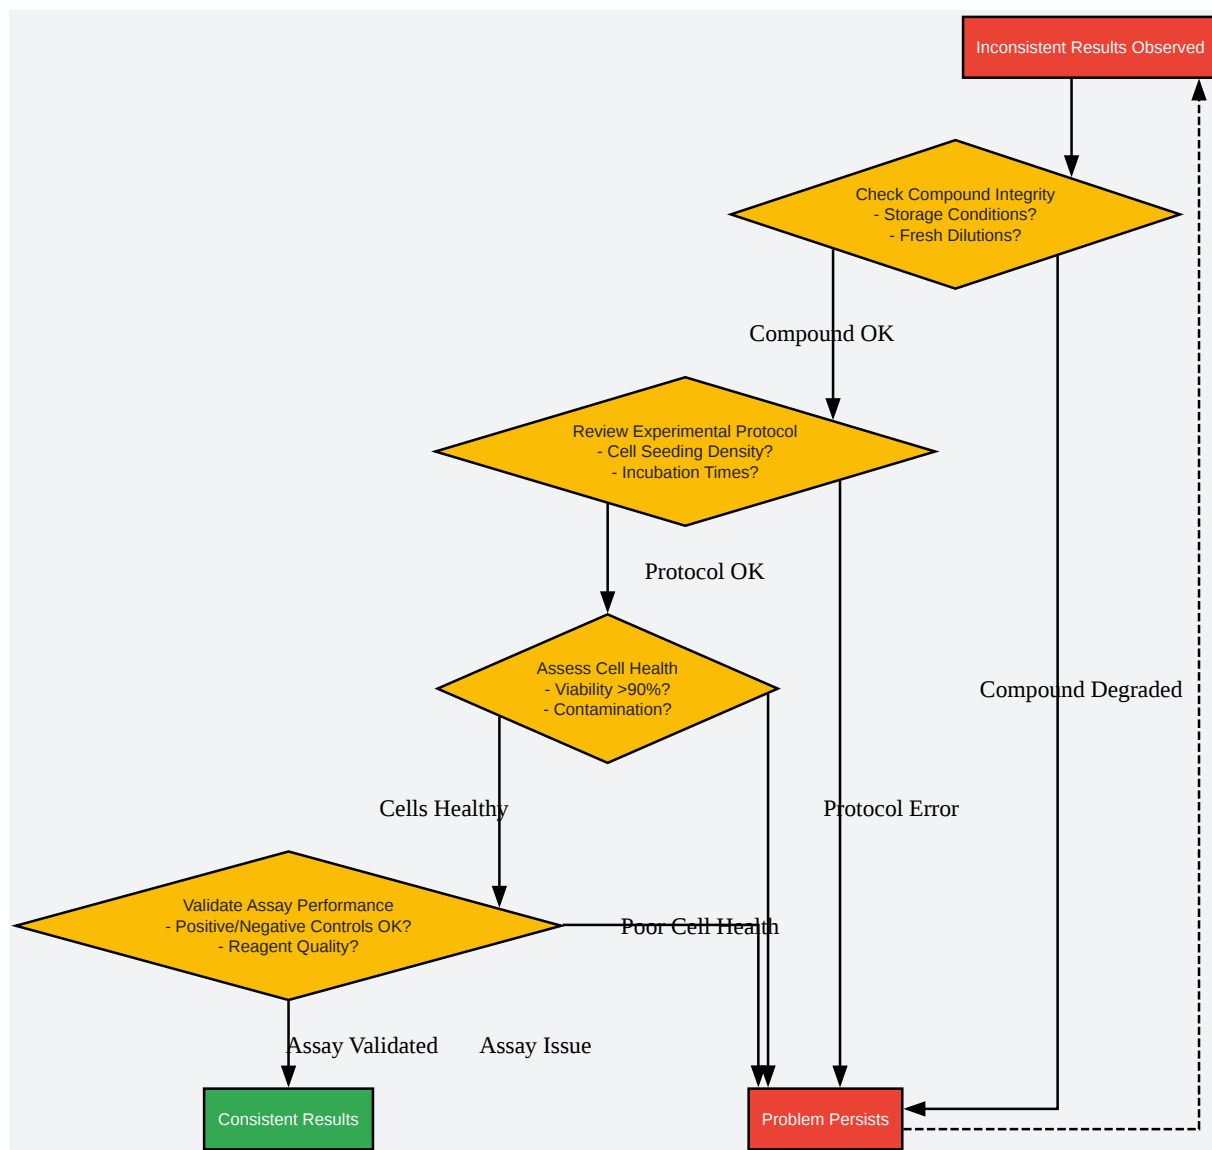 Inconsistent Results Observed
Check Compound Integrity
- Storage Conditions?
- Fresh Dilutions?
Compound OK
Review Experimental Protocol
- Cell Seeding Density?
- Incubation Times?
Protocol OK
Assess Cell Health
- Viability >90%?
- Contamination?
Compound Degraded
Cells Healthy
Protocol Error
Validate Assay Performance
- Positive/Negative Controls OK?
- Reagent Quality?
Poor Cell Health
Assay Validated
Assay Issue
Consistent Results
Problem Persists